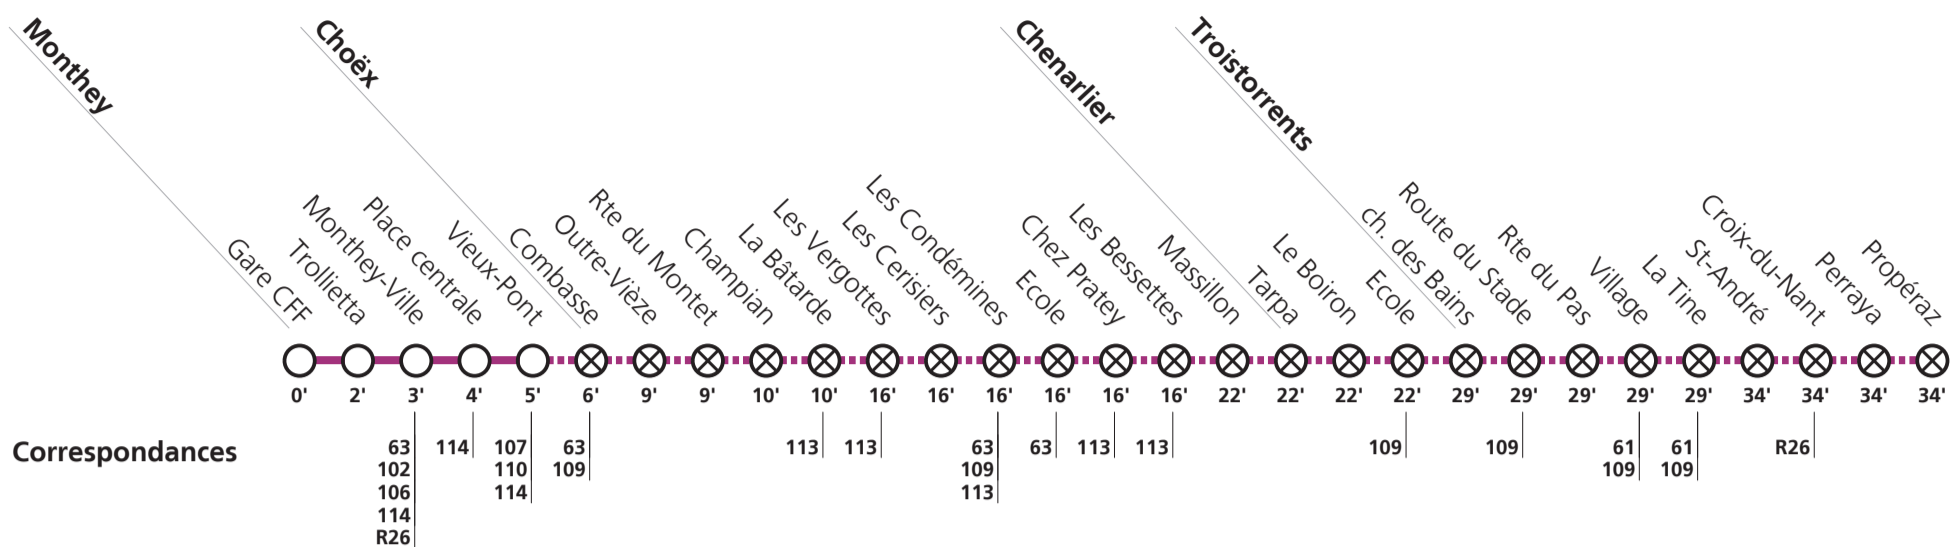 Monthey
Choëx
Chenarlier
Troistorrents
Gare CFF
Trollietta
Monthey-Ville
Place centrale
Vieux-Pont
Combasse
Outre-Vièze
Rte du Montet
Champian
La Bâtarde
Les Vergottes
Les Cerisiers
Les Condémines
Ecole
Chez Pratey
Les Bessettes
Massillon
Tarpa
Le Boiron
Ecole
ch. des Bains
Route du Stade
Rte du Pas
Village
La Tine
St-André
Croix-du-Nant
Perraya
Propéraz
0' 2' 3' 4' 5' 6' 9' 9' 10' 10' 16' 16' 16' 16' 16' 16' 22' 22' 22' 22' 29' 29' 29' 29' 29' 34' 34' 34' 34'
Correspondances 63 114 107 63 113 113 63 63 113 113 109 109 61 61 R26
102 110 109 109 109 109
106 114 113
114
R26